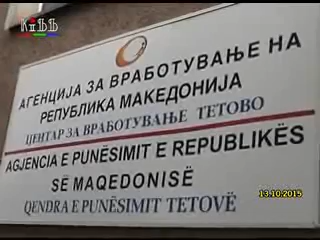 KiSS
АГЕНЦИЈА ЗА ВРАБОТУВАЊЕ НА
РЕПУБЛИКА МАКЕДОНИЈА
ЦЕНТАР ЗА ВРАБОТУВАЊЕ ТЕТОВО
AGJENCIA E PUNËSIMIT E REPUBLIKËS
SË MAQEDONISË
QENDRA E PUNËSIMIT TETOVË
13.10.2015